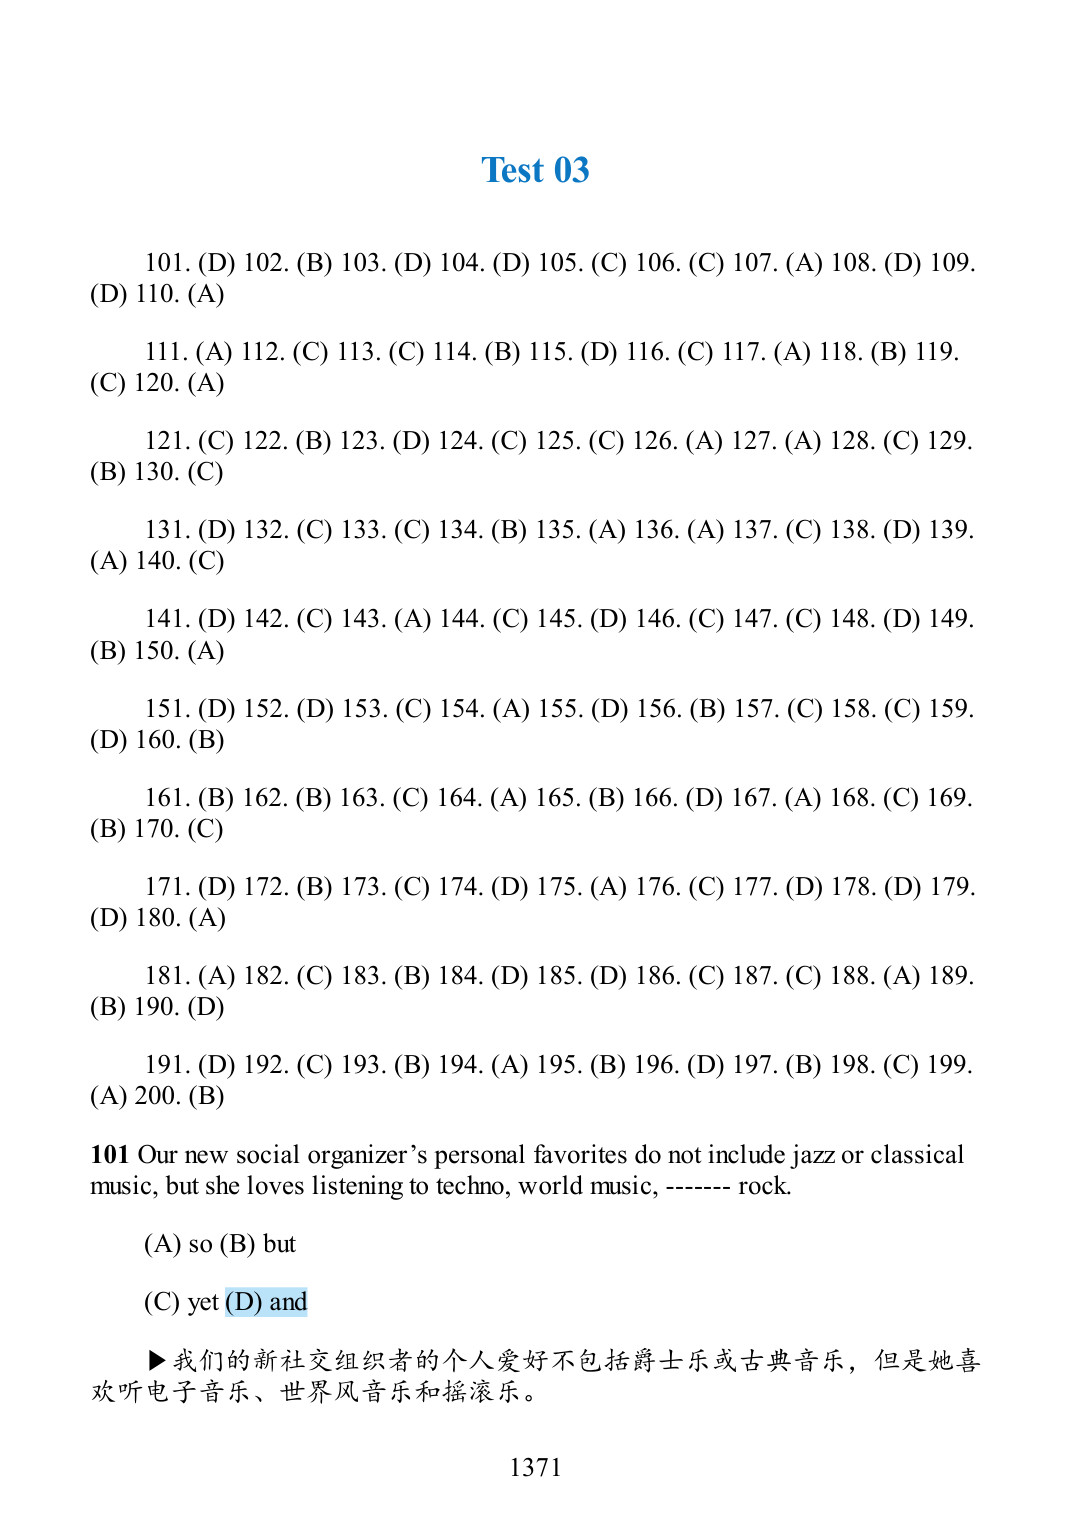 Test 03
101. (D) 102. (B) 103. (D) 104. (D) 105. (C) 106. (C) 107. (A) 108. (D) 109.
(D) 110. (A)
111. (A) 112. (C) 113. (C) 114. (B) 115. (D) 116. (C) 117. (A) 118. (B) 119.
(C) 120. (A)
121. (C) 122. (B) 123. (D) 124. (C) 125. (C) 126. (A) 127. (A) 128. (C) 129.
(B) 130. (C)
131. (D) 132. (C) 133. (C) 134. (B) 135. (A) 136. (A) 137. (C) 138. (D) 139.
(A) 140. (C)
141. (D) 142. (C) 143. (A) 144. (C) 145. (D) 146. (C) 147. (C) 148. (D) 149.
(B) 150. (A)
151. (D) 152. (D) 153. (C) 154. (A) 155. (D) 156. (B) 157. (C) 158. (C) 159.
(D) 160. (B)
161. (B) 162. (B) 163. (C) 164. (A) 165. (B) 166. (D) 167. (A) 168. (C) 169.
(B) 170. (C)
171. (D) 172. (B) 173. (C) 174. (D) 175. (A) 176. (C) 177. (D) 178. (D) 179.
(D) 180. (A)
181. (A) 182. (C) 183. (B) 184. (D) 185. (D) 186. (C) 187. (C) 188. (A) 189.
(B) 190. (D)
191. (D) 192. (C) 193. (B) 194. (A) 195. (B) 196. (D) 197. (B) 198. (C) 199.
(A) 200. (B)
101 Our new social organizer’s personal favorites do not include jazz or classical
music, but she loves listening to techno, world music, ------- rock.
(A) so (B) but
(C) yet (D) and
▶我们的新社交组织者的个人爱好不包括爵士乐或古典音乐，但是她喜
欢听电子音乐、世界风音乐和摇滚乐。
1371